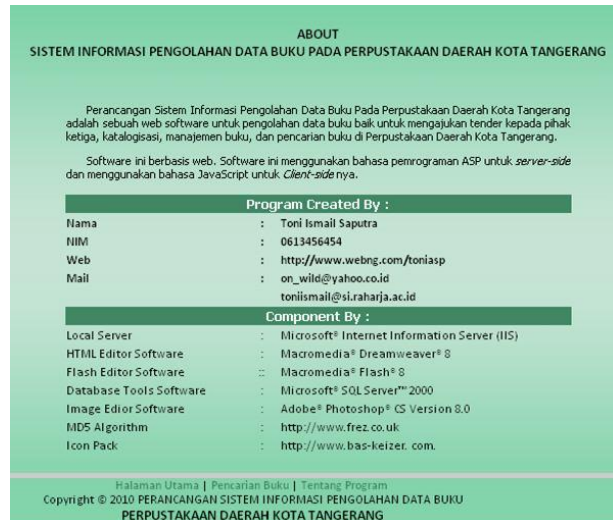 ABOUT
SISTEM INFORMASI PENGOLAHAN DATA BUKU PADA PERPUSTAKAAN DAERAH KOTA TANGERANG
Perancangan Sistem Informasi Pengolahan Data Buku Pada Perpustakaan Daerah Kota Tangerang
adalah sebuah web software untuk pengolahan data buku baik untuk mengajukan tender kepada pihak
ketiga, katalogisasi, manajemen buku, dan pencarian buku di Perpustakaan Daerah Kota Tangerang.
Software ini berbasis web. Software ini menggunakan bahasa pemrograman ASP untuk server-side
dan menggunakan bahasa JavaScript untuk Client-side nya.
Program Created By :
Nama : Toni Ismail Saputra
NIM : 0613456454
Web : http://www.webng.com/toniasp
Mail : on_wild@yahoo.co.id
toniismail@si.raharja.ac.id
Component By :
Local Server : Microsoft® Internet Information Server (IIS)
HTML Editor Software : Macromedia® Dreamweaver® 8
Flash Editor Software :: Macromedia® Flash® 8
Database Tools Software : Microsoft® SQL Server™ 2000
Image Edior Software : Adobe® Photoshop® CS Version 8.0
MD5 Algorithm : http://www.frez.co.uk
Icon Pack : http://www.bas-keizer. com.
Halaman Utama | Pencarian Buku | Tentang Program
Copyright © 2010 PERANCANGAN SISTEM INFORMASI PENGOLAHAN DATA BUKU
PERPUSTAKAAN DAERAH KOTA TANGERANG